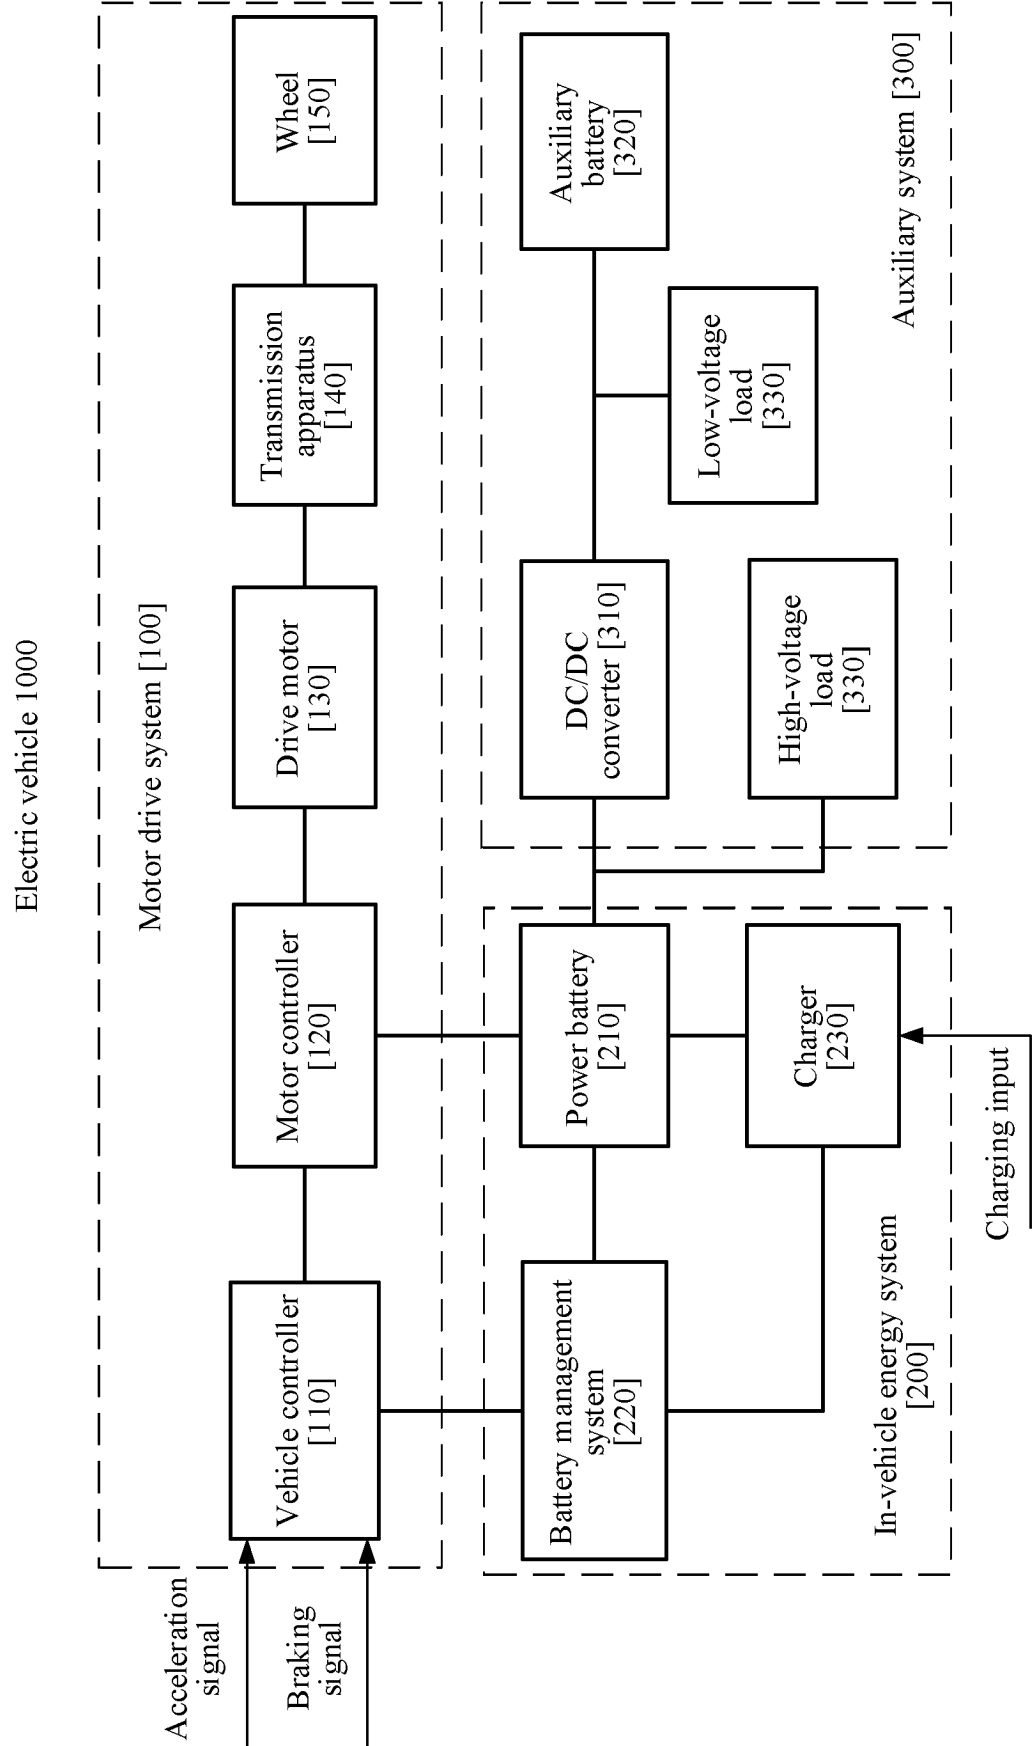 Electric vehicle 1000
Motor drive system [100]
Acceleration
signal
Braking
signal
Vehicle controller
[110]
Motor controller
[120]
Drive motor
[130]
Transmission
apparatus
[140]
Wheel
[150]
Battery management
system
[220]
Power battery
[210]
DC/DC
converter [310]
Auxiliary
battery
[320]
Low-voltage
load
[330]
Charger
[230]
High-voltage
load
[330]
In-vehicle energy system
[200]
Auxiliary system [300]
Charging input